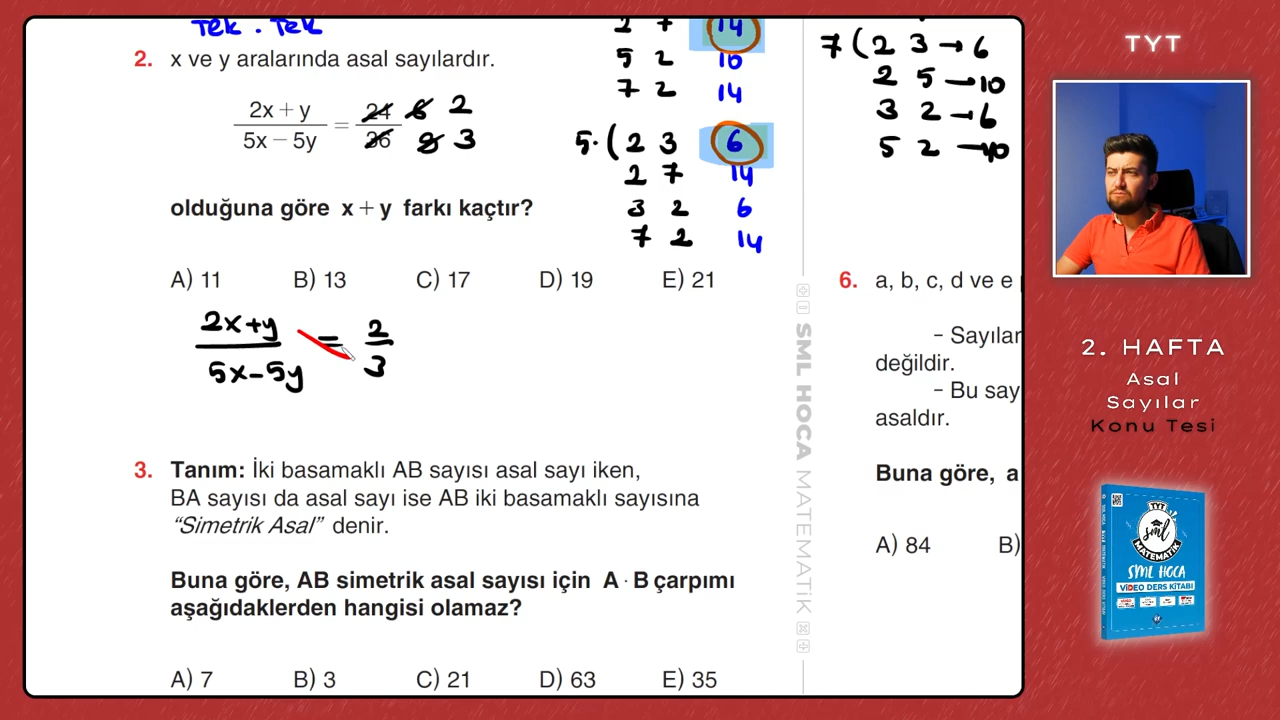 Tek . Tek
2 7 14
5 2 10
7 2 14
5·( 2 3 6
2 7 14
3 2 6
7 2 14
7 ( 2 3 → 6
2 5 → 10
3 2 → 6
5 2 → 10
2. x ve y aralarında asal sayılardır.
2x + y / 5x − 5y = 24 / 36 6 / 9 2 / 3
olduğuna göre x + y farkı kaçtır?
A) 11 B) 13 C) 17 D) 19 E) 21
2x+y / 5x−5y = 2 / 3
3. Tanım: İki basamaklı AB sayısı asal sayı iken,
BA sayısı da asal sayı ise AB iki basamaklı sayısına
“Simetrik Asal” denir.
Buna göre, AB simetrik asal sayısı için A · B çarpımı
aşağıdaklerden hangisi olamaz?
A) 7 B) 3 C) 21 D) 63 E) 35
SML HOCA MATEMATİK
6. a, b, c, d ve e
- Sayılar
değildir.
- Bu say
asaldır.
Buna göre, a
A) 84 B)
TYT
2. HAFTA
Asal
Sayılar
Konu Tesi
TYT
sml
MATEMATİK
SML HOCA
VİDEO DERS KİTABI